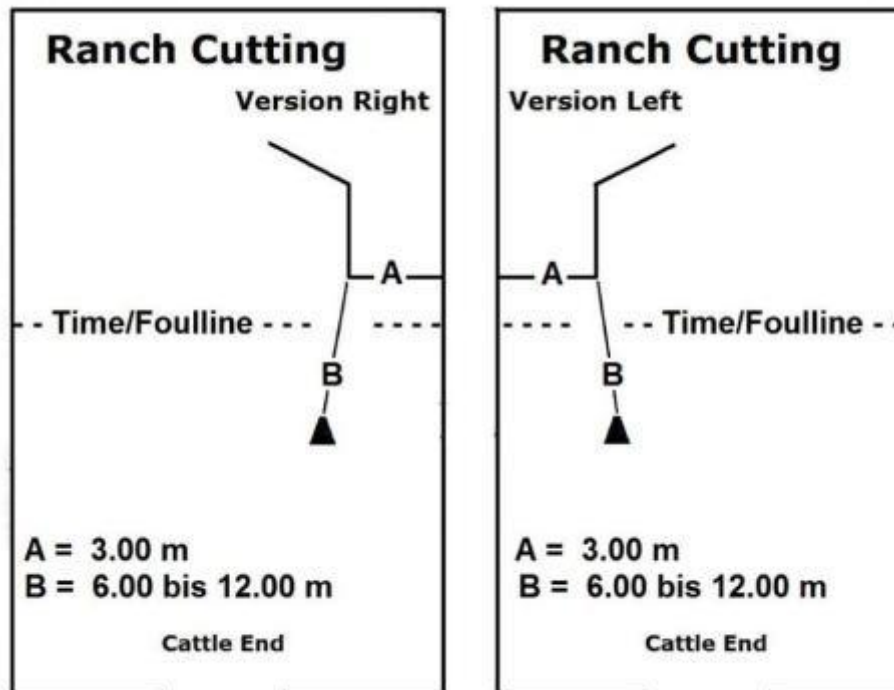 Ranch Cutting
Version Right
A
- - Time/Foulline - - - - - - -
B
A = 3.00 m
B = 6.00 bis 12.00 m
Cattle End
Ranch Cutting
Version Left
A
- - - - - - Time/Foulline - -
B
A = 3.00 m
B = 6.00 bis 12.00 m
Cattle End